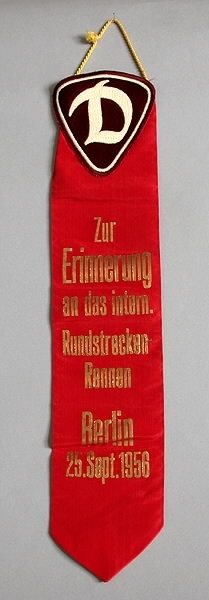 D
Zur
Erinnerung
an das intern.
Rundstrecken-
Rennen
Berlin
25.Sept.1956